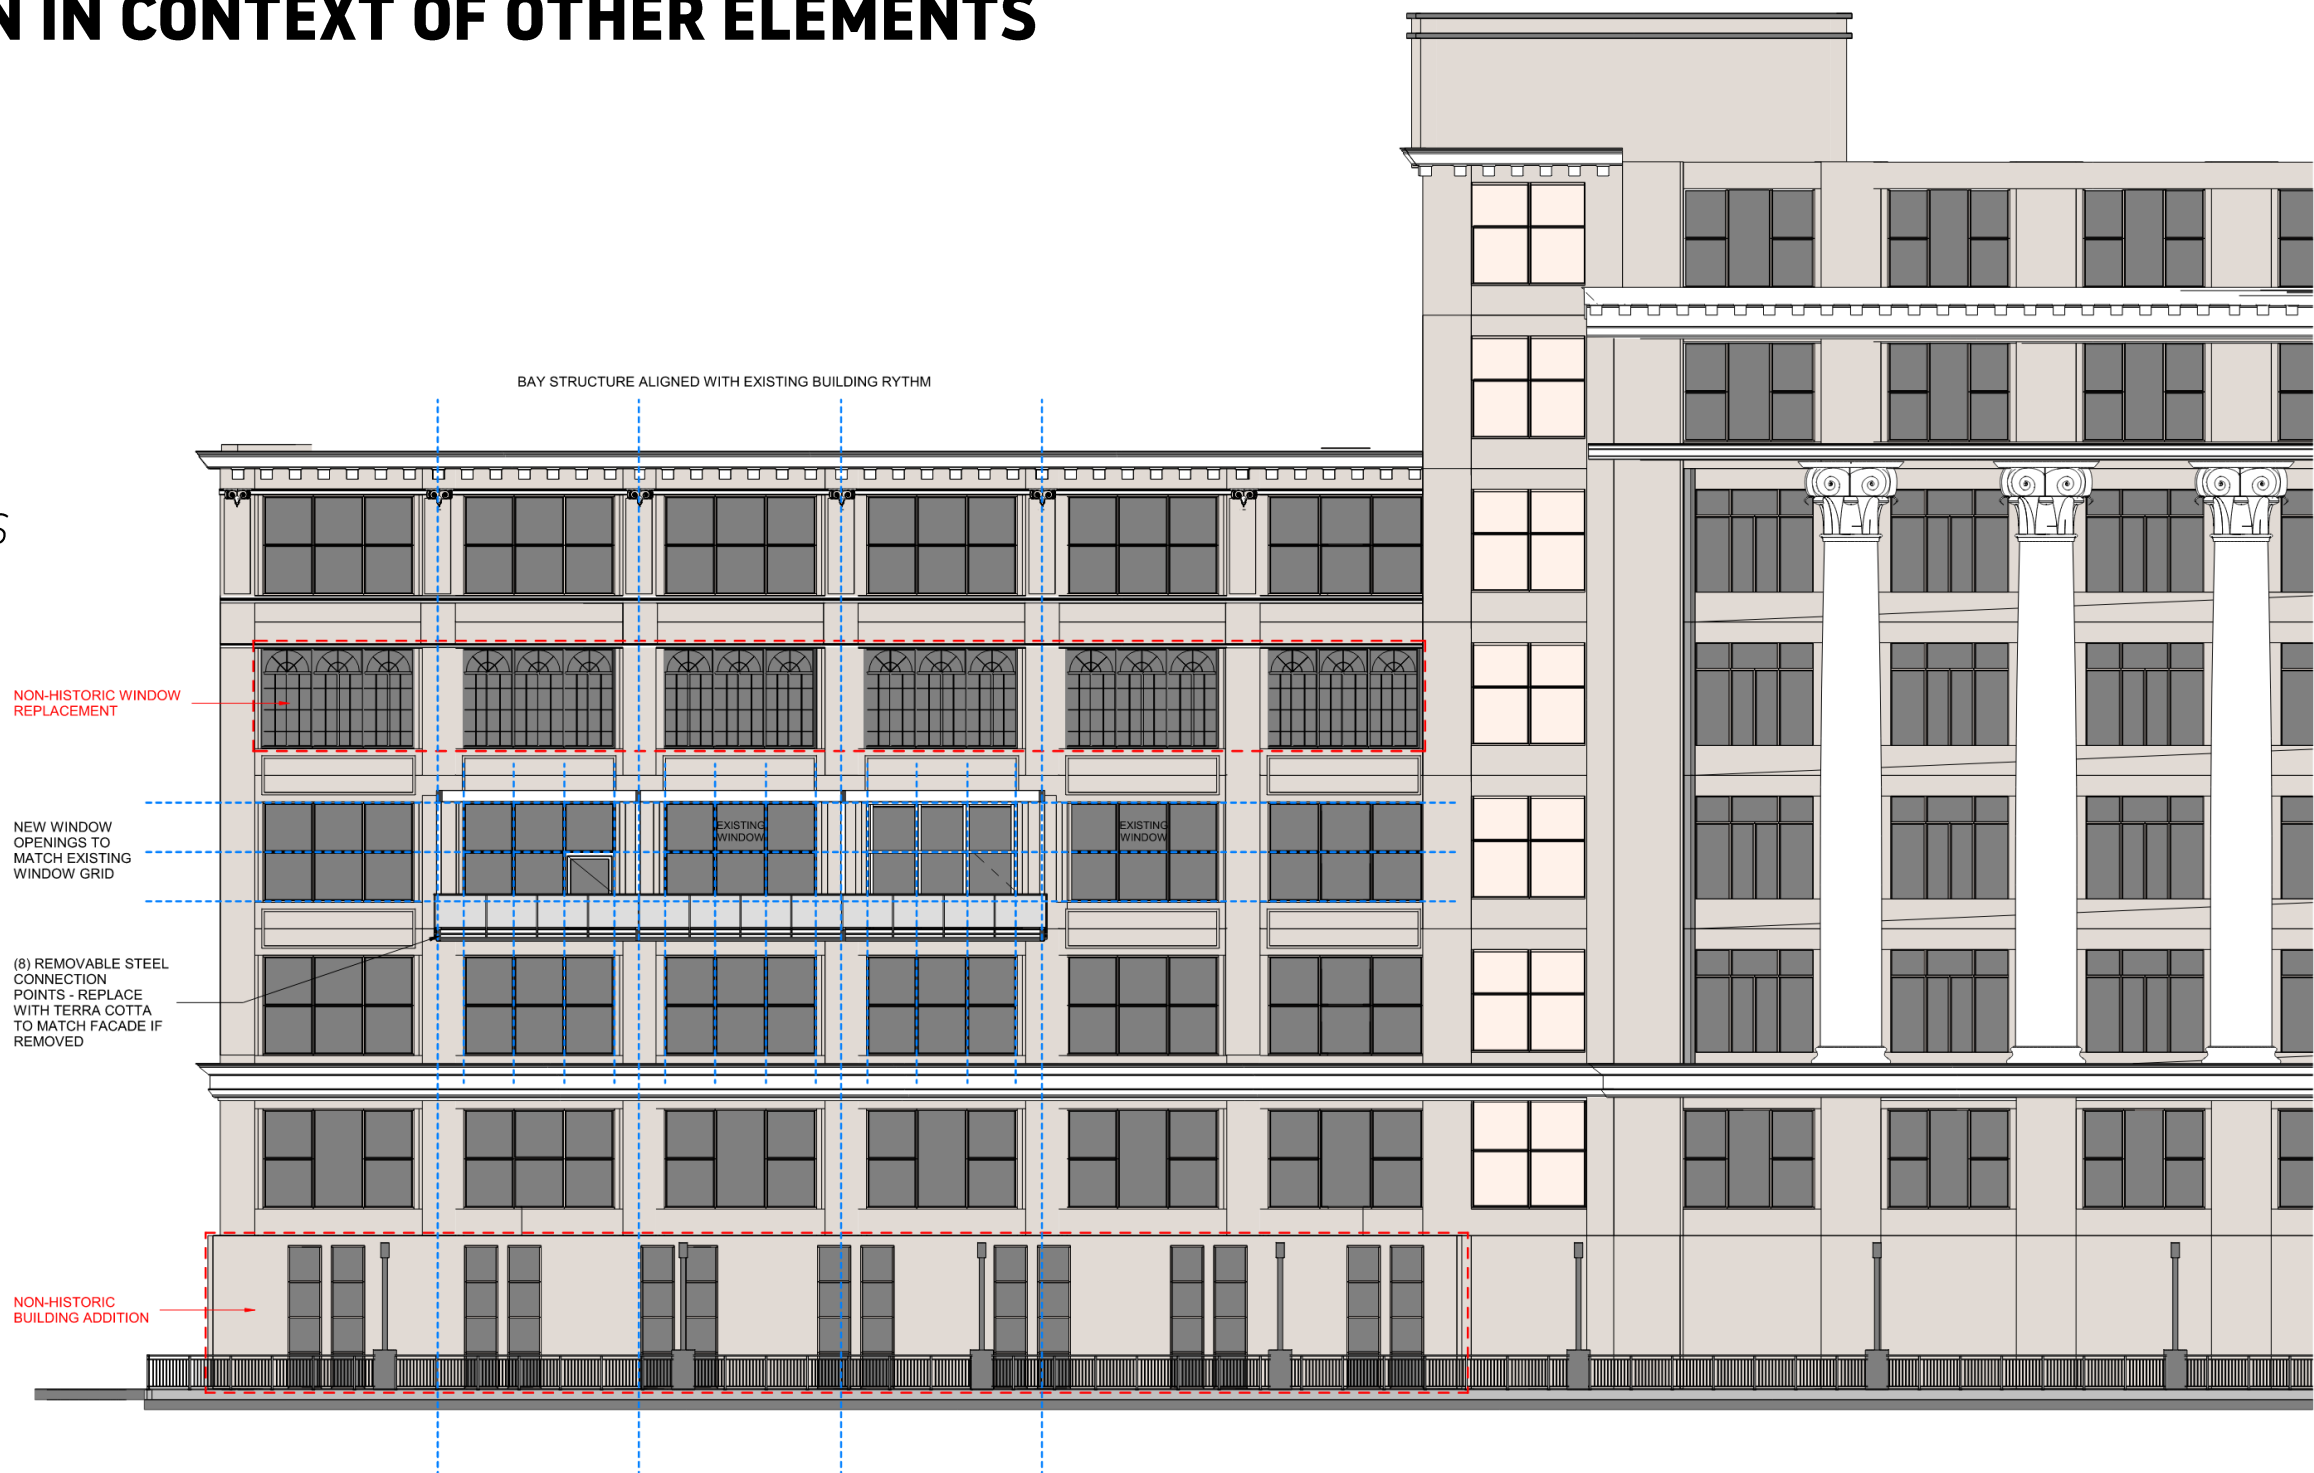 N IN CONTEXT OF OTHER ELEMENTS
BAY STRUCTURE ALIGNED WITH EXISTING BUILDING RYTHM
S
NON-HISTORIC WINDOW
REPLACEMENT
NEW WINDOW
OPENINGS TO
MATCH EXISTING
WINDOW GRID
EXISTING
WINDOW
EXISTING
WINDOW
(8) REMOVABLE STEEL
CONNECTION
POINTS - REPLACE
WITH TERRA COTTA
TO MATCH FACADE IF
REMOVED
NON-HISTORIC
BUILDING ADDITION